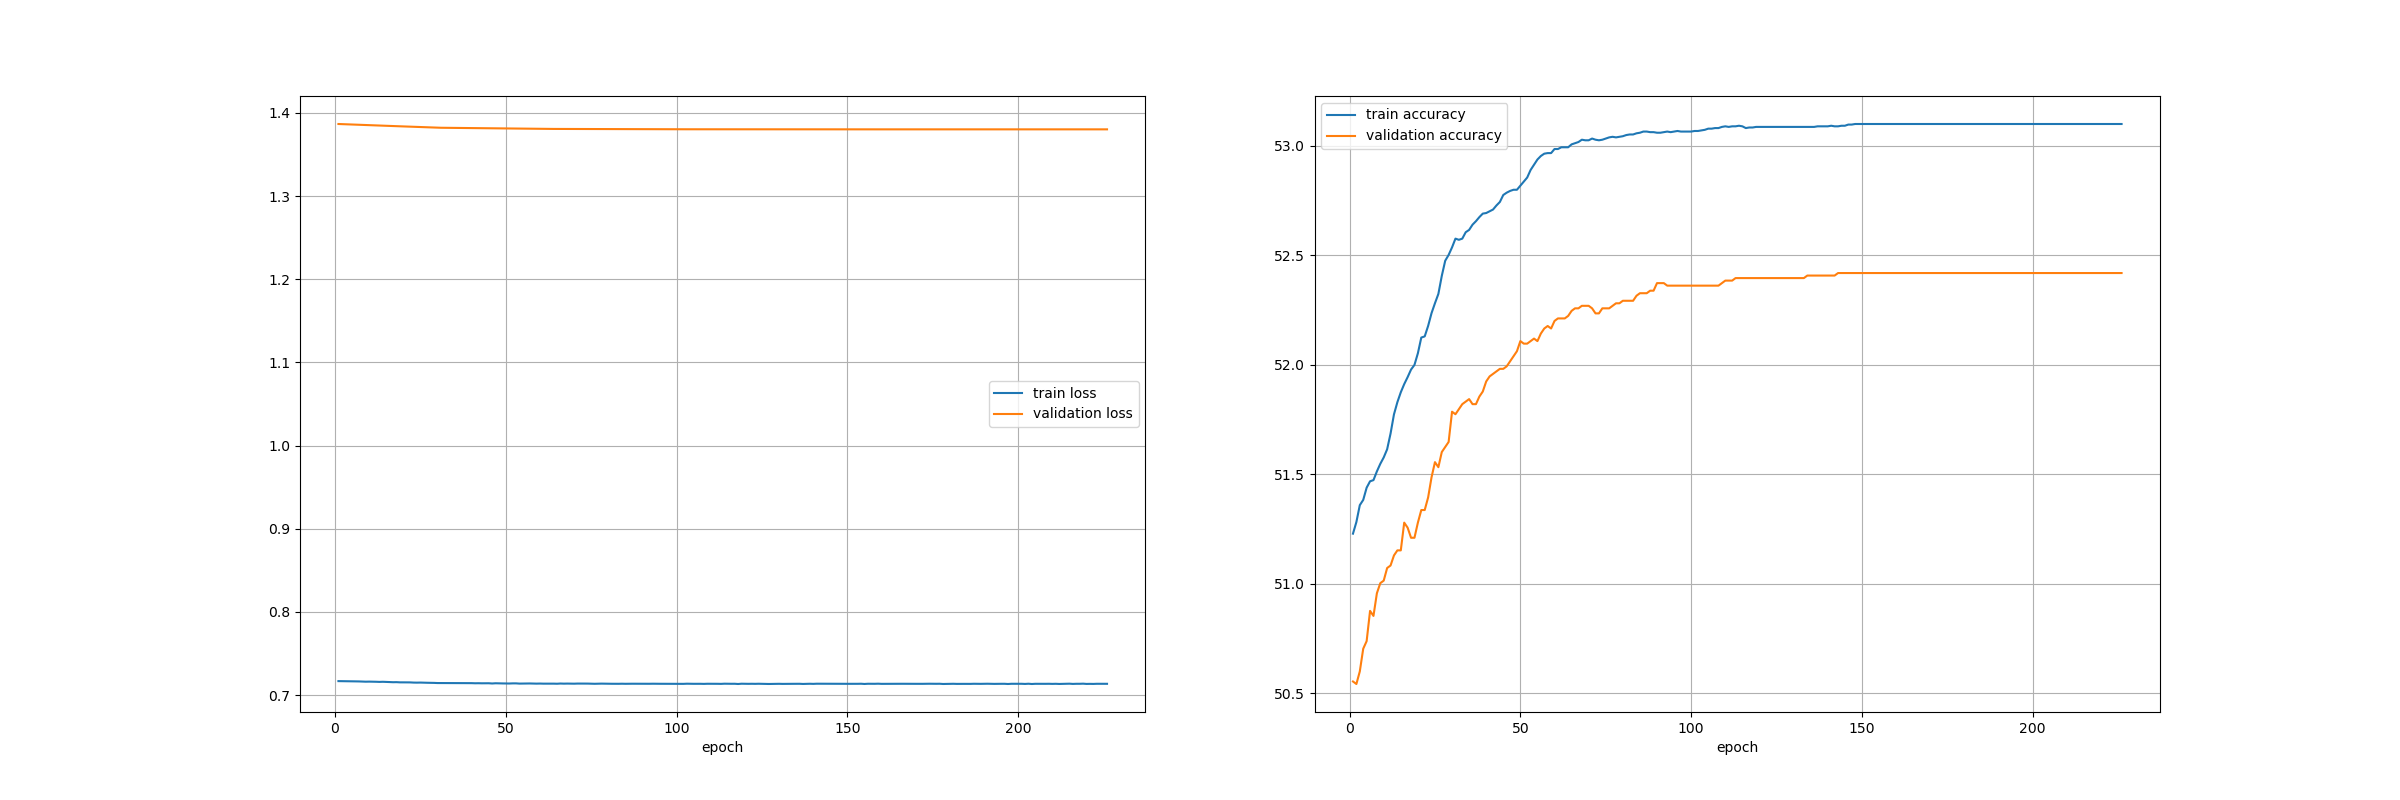 1.4
1.3
1.2
1.1
1.0
0.9
0.8
0.7
0 50 100 150 200
epoch
train loss
validation loss
train accuracy
validation accuracy
53.0
52.5
52.0
51.5
51.0
50.5
0 50 100 150 200
epoch